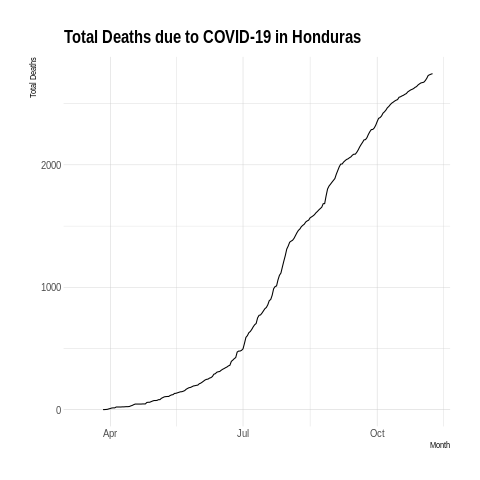 Total Deaths due to COVID-19 in Honduras
Total Deaths
2000
1000
0
Apr
Jul
Oct
Month